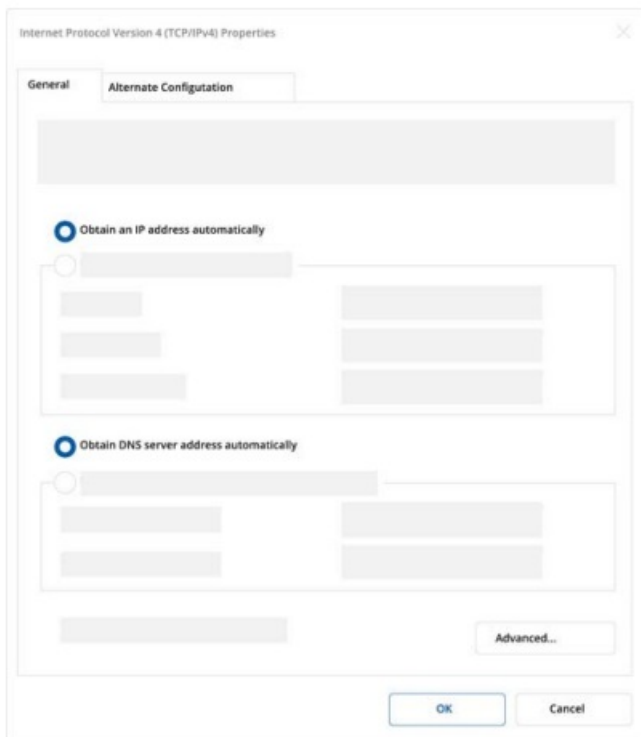 Internet Protocol Version 4 (TCP/IPv4) Properties
General
Alternate Configutation
Obtain an IP address automatically
Obtain DNS server address automatically
Advanced...
OK
Cancel